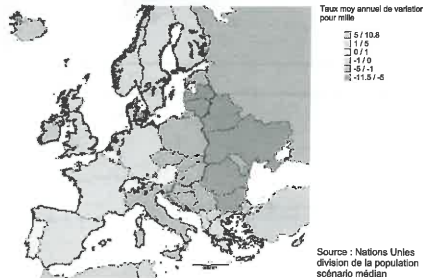 Taux moy annuel de variation
pour mille
5 / 10.8
1 / 5
0 / 1
-1 / 0
-5 / -1
-11.5 / -5
Source : Nations Unies
division de la population
scénario médian